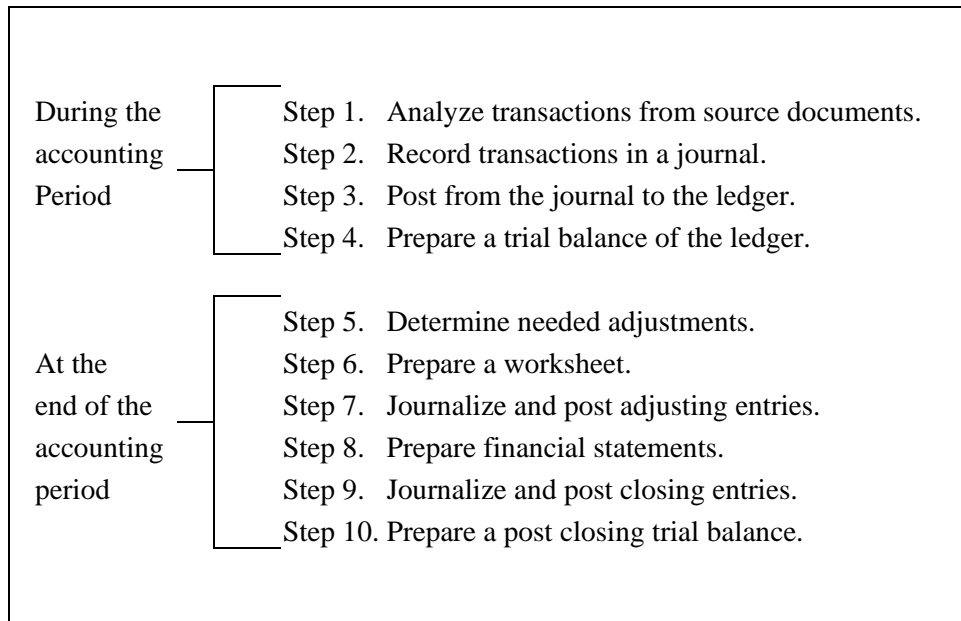 During the
accounting
Period
Step 1. Analyze transactions from source documents.
Step 2. Record transactions in a journal.
Step 3. Post from the journal to the ledger.
Step 4. Prepare a trial balance of the ledger.
At the
end of the
accounting
period
Step 5. Determine needed adjustments.
Step 6. Prepare a worksheet.
Step 7. Journalize and post adjusting entries.
Step 8. Prepare financial statements.
Step 9. Journalize and post closing entries.
Step 10. Prepare a post closing trial balance.